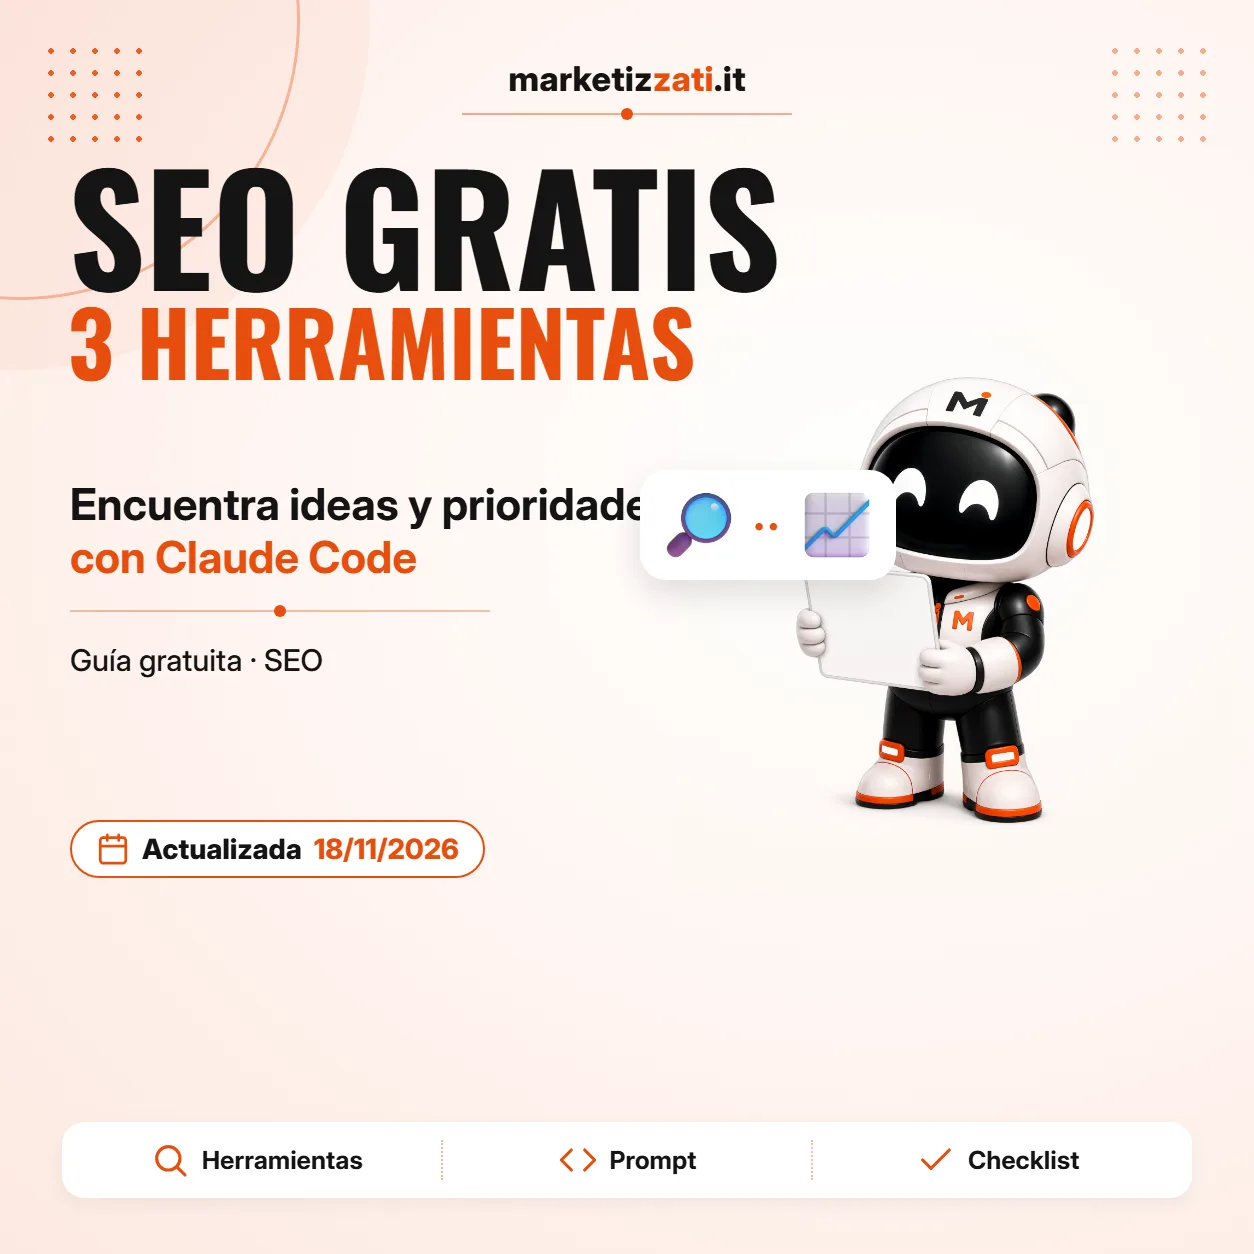 marketizzati.it
SEO GRATIS
3 HERRAMIENTAS
Encuentra ideas y prioridade
con Claude Code
Guía gratuita · SEO
Actualizada 18/11/2026
Herramientas
Prompt
Checklist